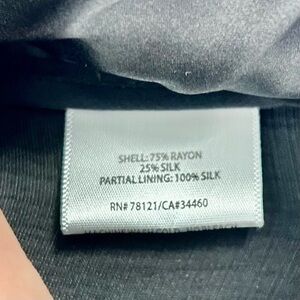 SHELL: 75% RAYON
25% SILK
PARTIAL LINING: 100% SILK
RN# 78121/CA#34460